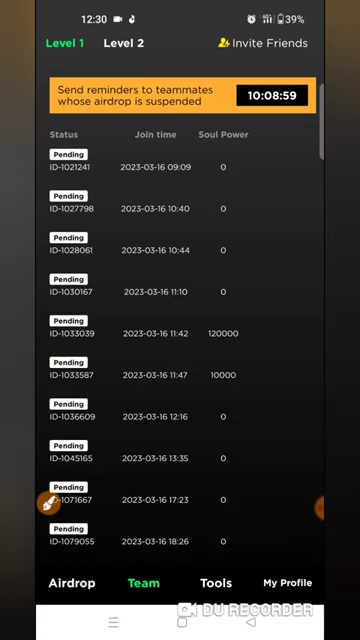 12:30 39%
Level 1 Level 2 Invite Friends
Send reminders to teammates
whose airdrop is suspended 10:08:59
Status Join time Soul Power
Pending
ID-1021241 2023-03-16 09:09 0
Pending
ID-1027798 2023-03-16 10:40 0
Pending
ID-1028061 2023-03-16 10:44 0
Pending
ID-1030167 2023-03-16 11:10 0
Pending
ID-1033039 2023-03-16 11:42 120000
Pending
ID-1033587 2023-03-16 11:47 10000
Pending
ID-1036609 2023-03-16 12:16 0
Pending
ID-1045165 2023-03-16 13:35 0
Pending
ID-1071667 2023-03-16 17:23 0
Pending
ID-1079055 2023-03-16 18:26 0
Airdrop Team Tools My Profile
DU RECORDER